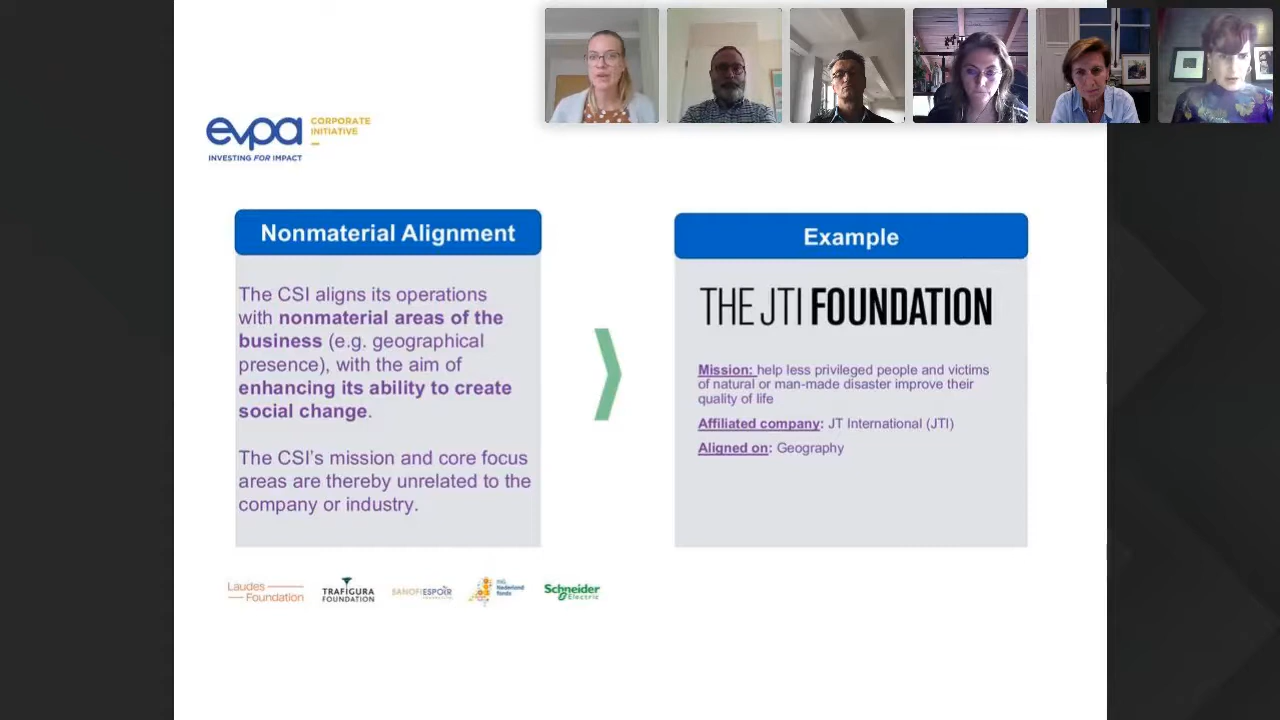 evpa
CORPORATE
INITIATIVE
INVESTING FOR IMPACT
Nonmaterial Alignment
The CSI aligns its operations
with nonmaterial areas of the
business (e.g. geographical
presence), with the aim of
enhancing its ability to create
social change.
The CSI's mission and core focus
areas are thereby unrelated to the
company or industry.
Example
THE JTI FOUNDATION
Mission: help less privileged people and victims
of natural or man-made disaster improve their
quality of life
Affiliated company: JT International (JTI)
Aligned on: Geography
Laudes
Foundation
TRAFIGURA
FOUNDATION
SANOFI ESPOIR
Nederland
fonds
Schneider
Electric